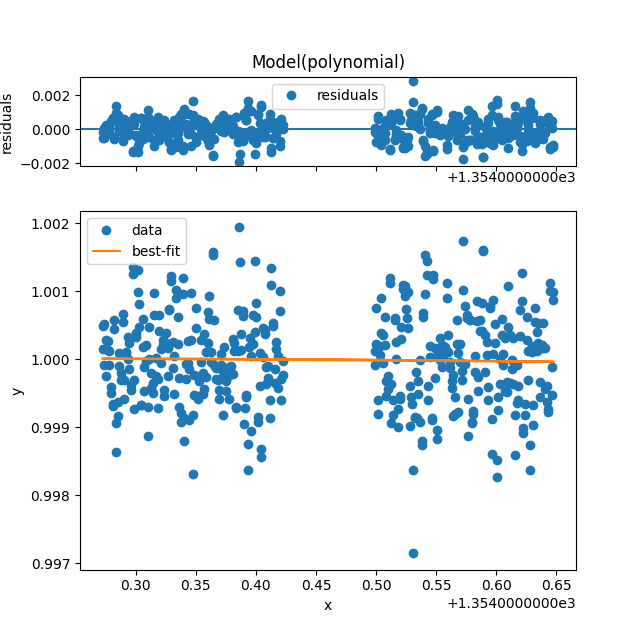 Model(polynomial)
residuals
0.002
0.000
−0.002
residuals
+1.3540000000e3
data
best-fit
y
1.002
1.001
1.000
0.999
0.998
0.997
0.30 0.35 0.40 0.45 0.50 0.55 0.60 0.65
x
+1.3540000000e3